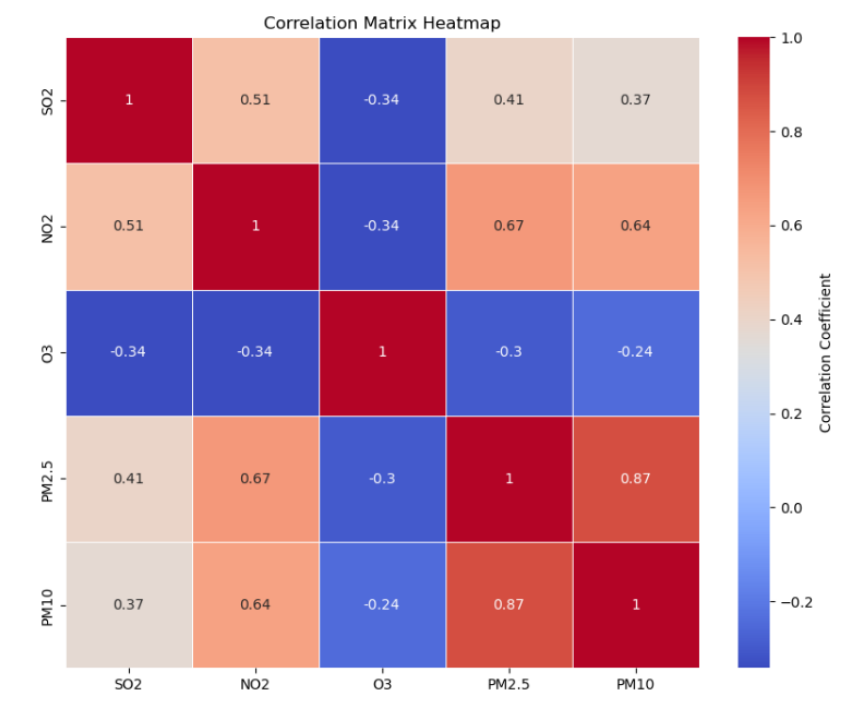 Correlation Matrix Heatmap
SO2 1 0.51 -0.34 0.41 0.37
NO2 0.51 1 -0.34 0.67 0.64
O3 -0.34 -0.34 1 -0.3 -0.24
PM2.5 0.41 0.67 -0.3 1 0.87
PM10 0.37 0.64 -0.24 0.87 1
SO2 NO2 O3 PM2.5 PM10
1.0
0.8
0.6
0.4
0.2
0.0
−0.2
Correlation Coefficient